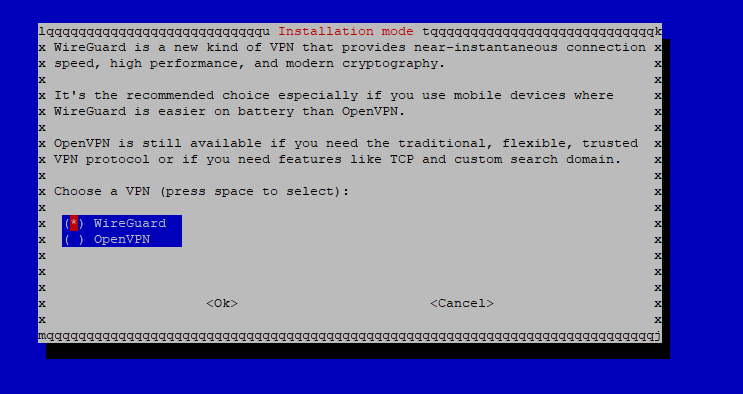 lqqqqqqqqqqqqqqqqqqqqqqqqqqqu Installation mode tqqqqqqqqqqqqqqqqqqqqqqqqqqqqk
x WireGuard is a new kind of VPN that provides near-instantaneous connection x
x speed, high performance, and modern cryptography. x
x x
x It's the recommended choice especially if you use mobile devices where x
x WireGuard is easier on battery than OpenVPN. x
x x
x OpenVPN is still available if you need the traditional, flexible, trusted x
x VPN protocol or if you need features like TCP and custom search domain. x
x x
x Choose a VPN (press space to select): x
x x
x (*) WireGuard x
x ( ) OpenVPN x
x x
x x
x x
x <Ok> <Cancel> x
x x
mqqqqqqqqqqqqqqqqqqqqqqqqqqqqqqqqqqqqqqqqqqqqqqqqqqqqqqqqqqqqqqqqqqqqqqqqqqqqj